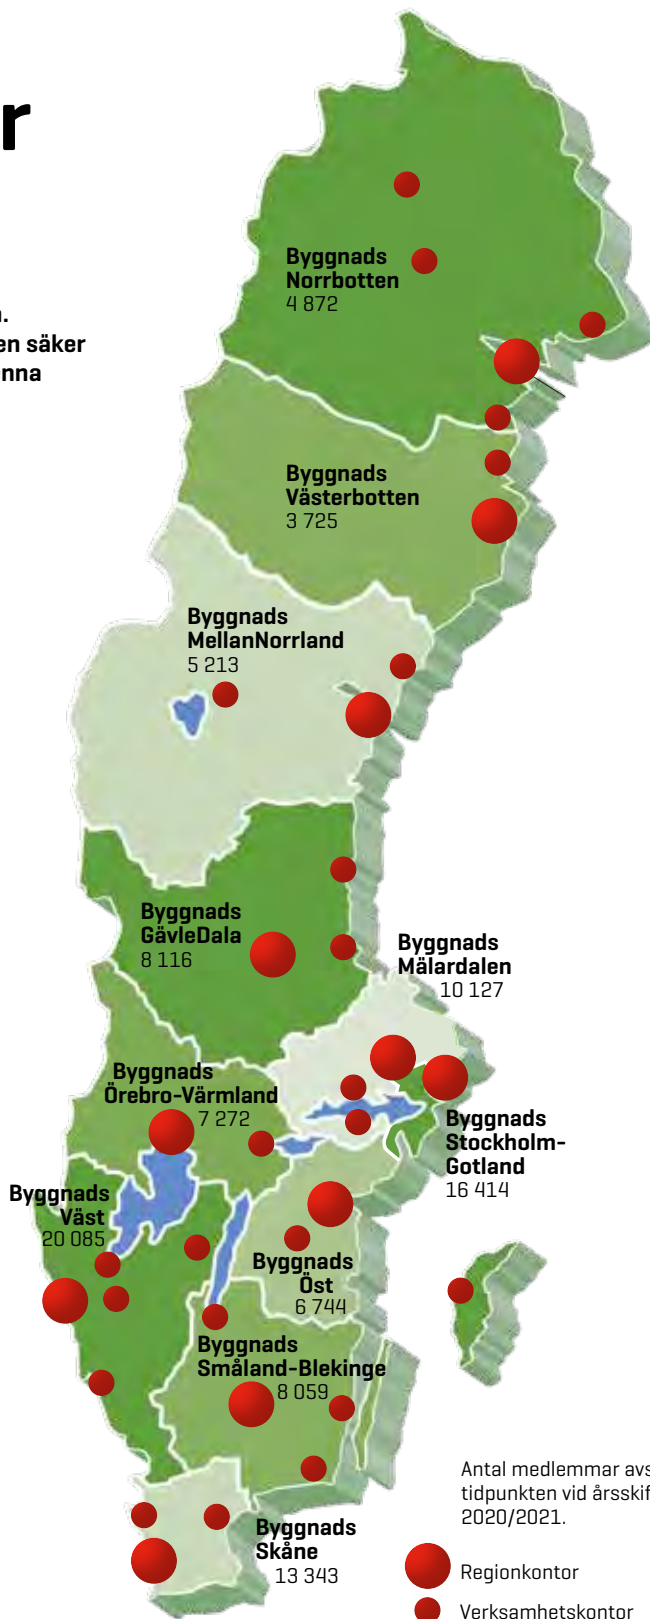 r
.
en säker
nna
Byggnads
Norrbotten
4 872
Byggnads
Västerbotten
3 725
Byggnads
MellanNorrland
5 213
Byggnads
GävleDala
8 116
Byggnads
Mälardalen
10 127
Byggnads
Örebro-Värmland
7 272
Byggnads
Stockholm-
Gotland
16 414
Byggnads
Väst
20 085
Byggnads
Öst
6 744
Byggnads
Småland-Blekinge
8 059
Byggnads
Skåne
13 343
Antal medlemmar avs
tidpunkten vid årsskif
2020/2021.
Regionkontor
Verksamhetskontor